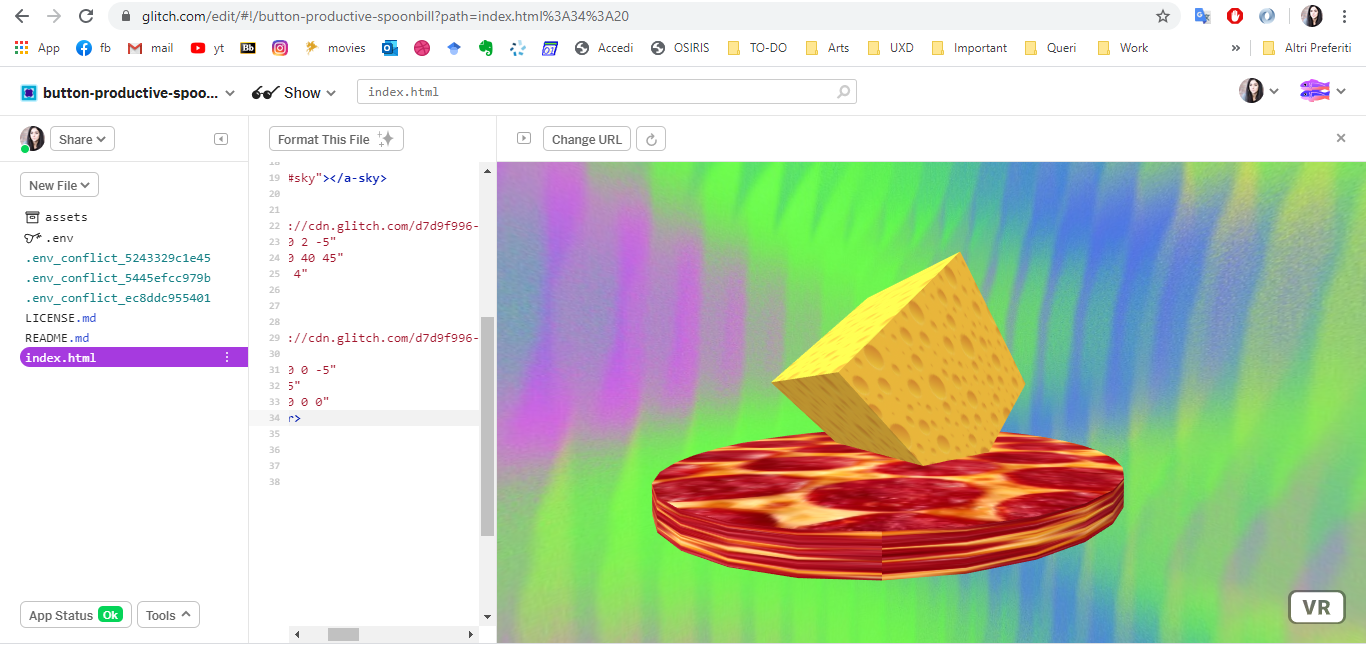 glitch.com/edit/#!/button-productive-spoonbill?path=index.html%3A34%3A20
App fb mail yt Bb movies Accedi OSIRIS TO-DO Arts UXD Important Queri Work » Altri Preferiti
button-productive-spoo... Show index.html
Share Format This File Change URL
New File
assets
.env
.env_conflict_5243329c1e45
.env_conflict_5445efcc979b
.env_conflict_ec8ddc955401
LICENSE.md
README.md
index.html
18
19 #sky"></a-sky>
20
21
22 ://cdn.glitch.com/d7d9f996-
23 0 2 -5"
24 0 40 45"
25 4"
26
27
28
29 ://cdn.glitch.com/d7d9f996-
30
31 0 0 -5"
32 5"
33 0 0 0"
34 r>
35
36
37
38
VR
App Status Ok Tools